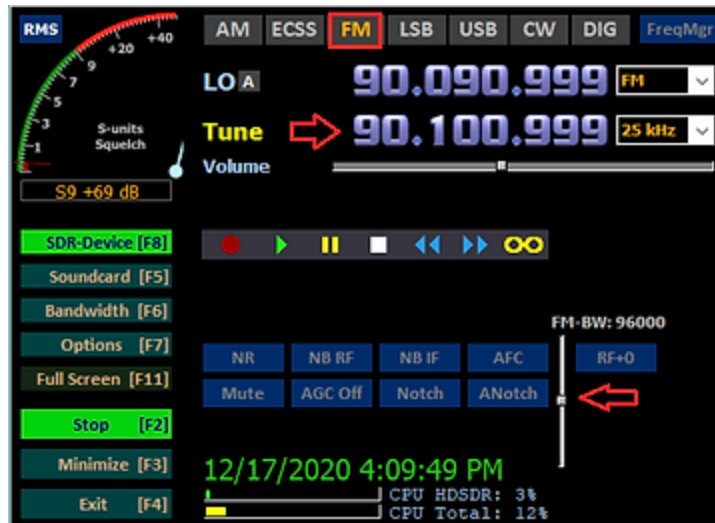 RMS
AM ECSS FM LSB USB CW DIG FreqMgr
+20 +40
9
7
5
3
1
S-units
Squelch
S9 +69 dB
LO A 90.090.999 FM
Tune 90.100.999 25 kHz
Volume
SDR-Device [F8]
Soundcard [F5]
Bandwidth [F6]
Options [F7]
Full Screen [F11]
Stop [F2]
Minimize [F3]
Exit [F4]
FM-BW: 96000
NR NB RF NB IF AFC RF+0
Mute AGC Off Notch ANotch
12/17/2020 4:09:49 PM
CPU HDSDR: 3%
CPU Total: 12%